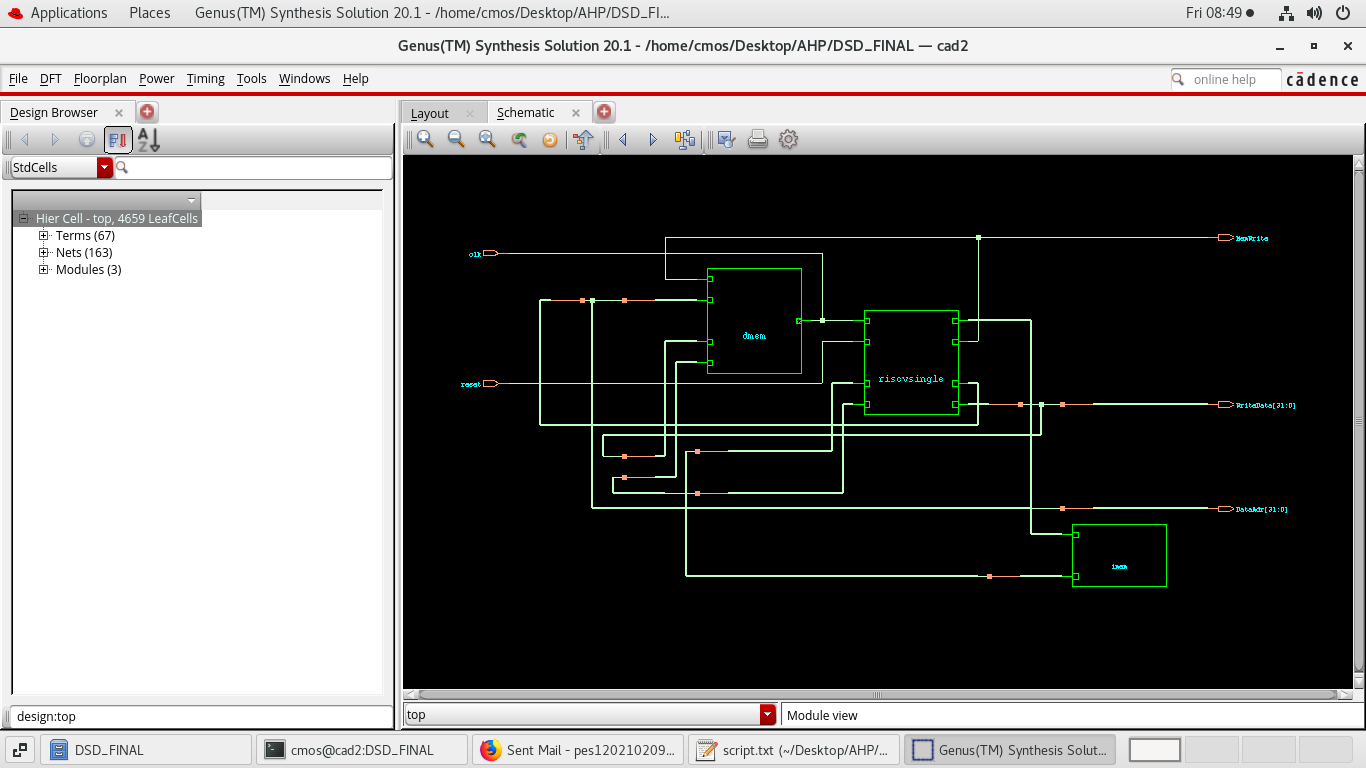 Applications Places Genus(TM) Synthesis Solution 20.1 - /home/cmos/Desktop/AHP/DSD_FI... Fri 08:49
Genus(TM) Synthesis Solution 20.1 - /home/cmos/Desktop/AHP/DSD_FINAL — cad2
File DFT Floorplan Power Timing Tools Windows Help online help cādence
Design Browser
Layout Schematic
StdCells
Hier Cell - top, 4659 LeafCells
Terms (67)
Nets (163)
Modules (3)
MemWrite
clk
dmem
riscvsingle
reset
WriteData[31:0]
DataAdr[31:0]
imem
design:top
top Module view
DSD_FINAL cmos@cad2:DSD_FINAL Sent Mail - pes120210209... script.txt (~/Desktop/AHP/... Genus(TM) Synthesis Solut...